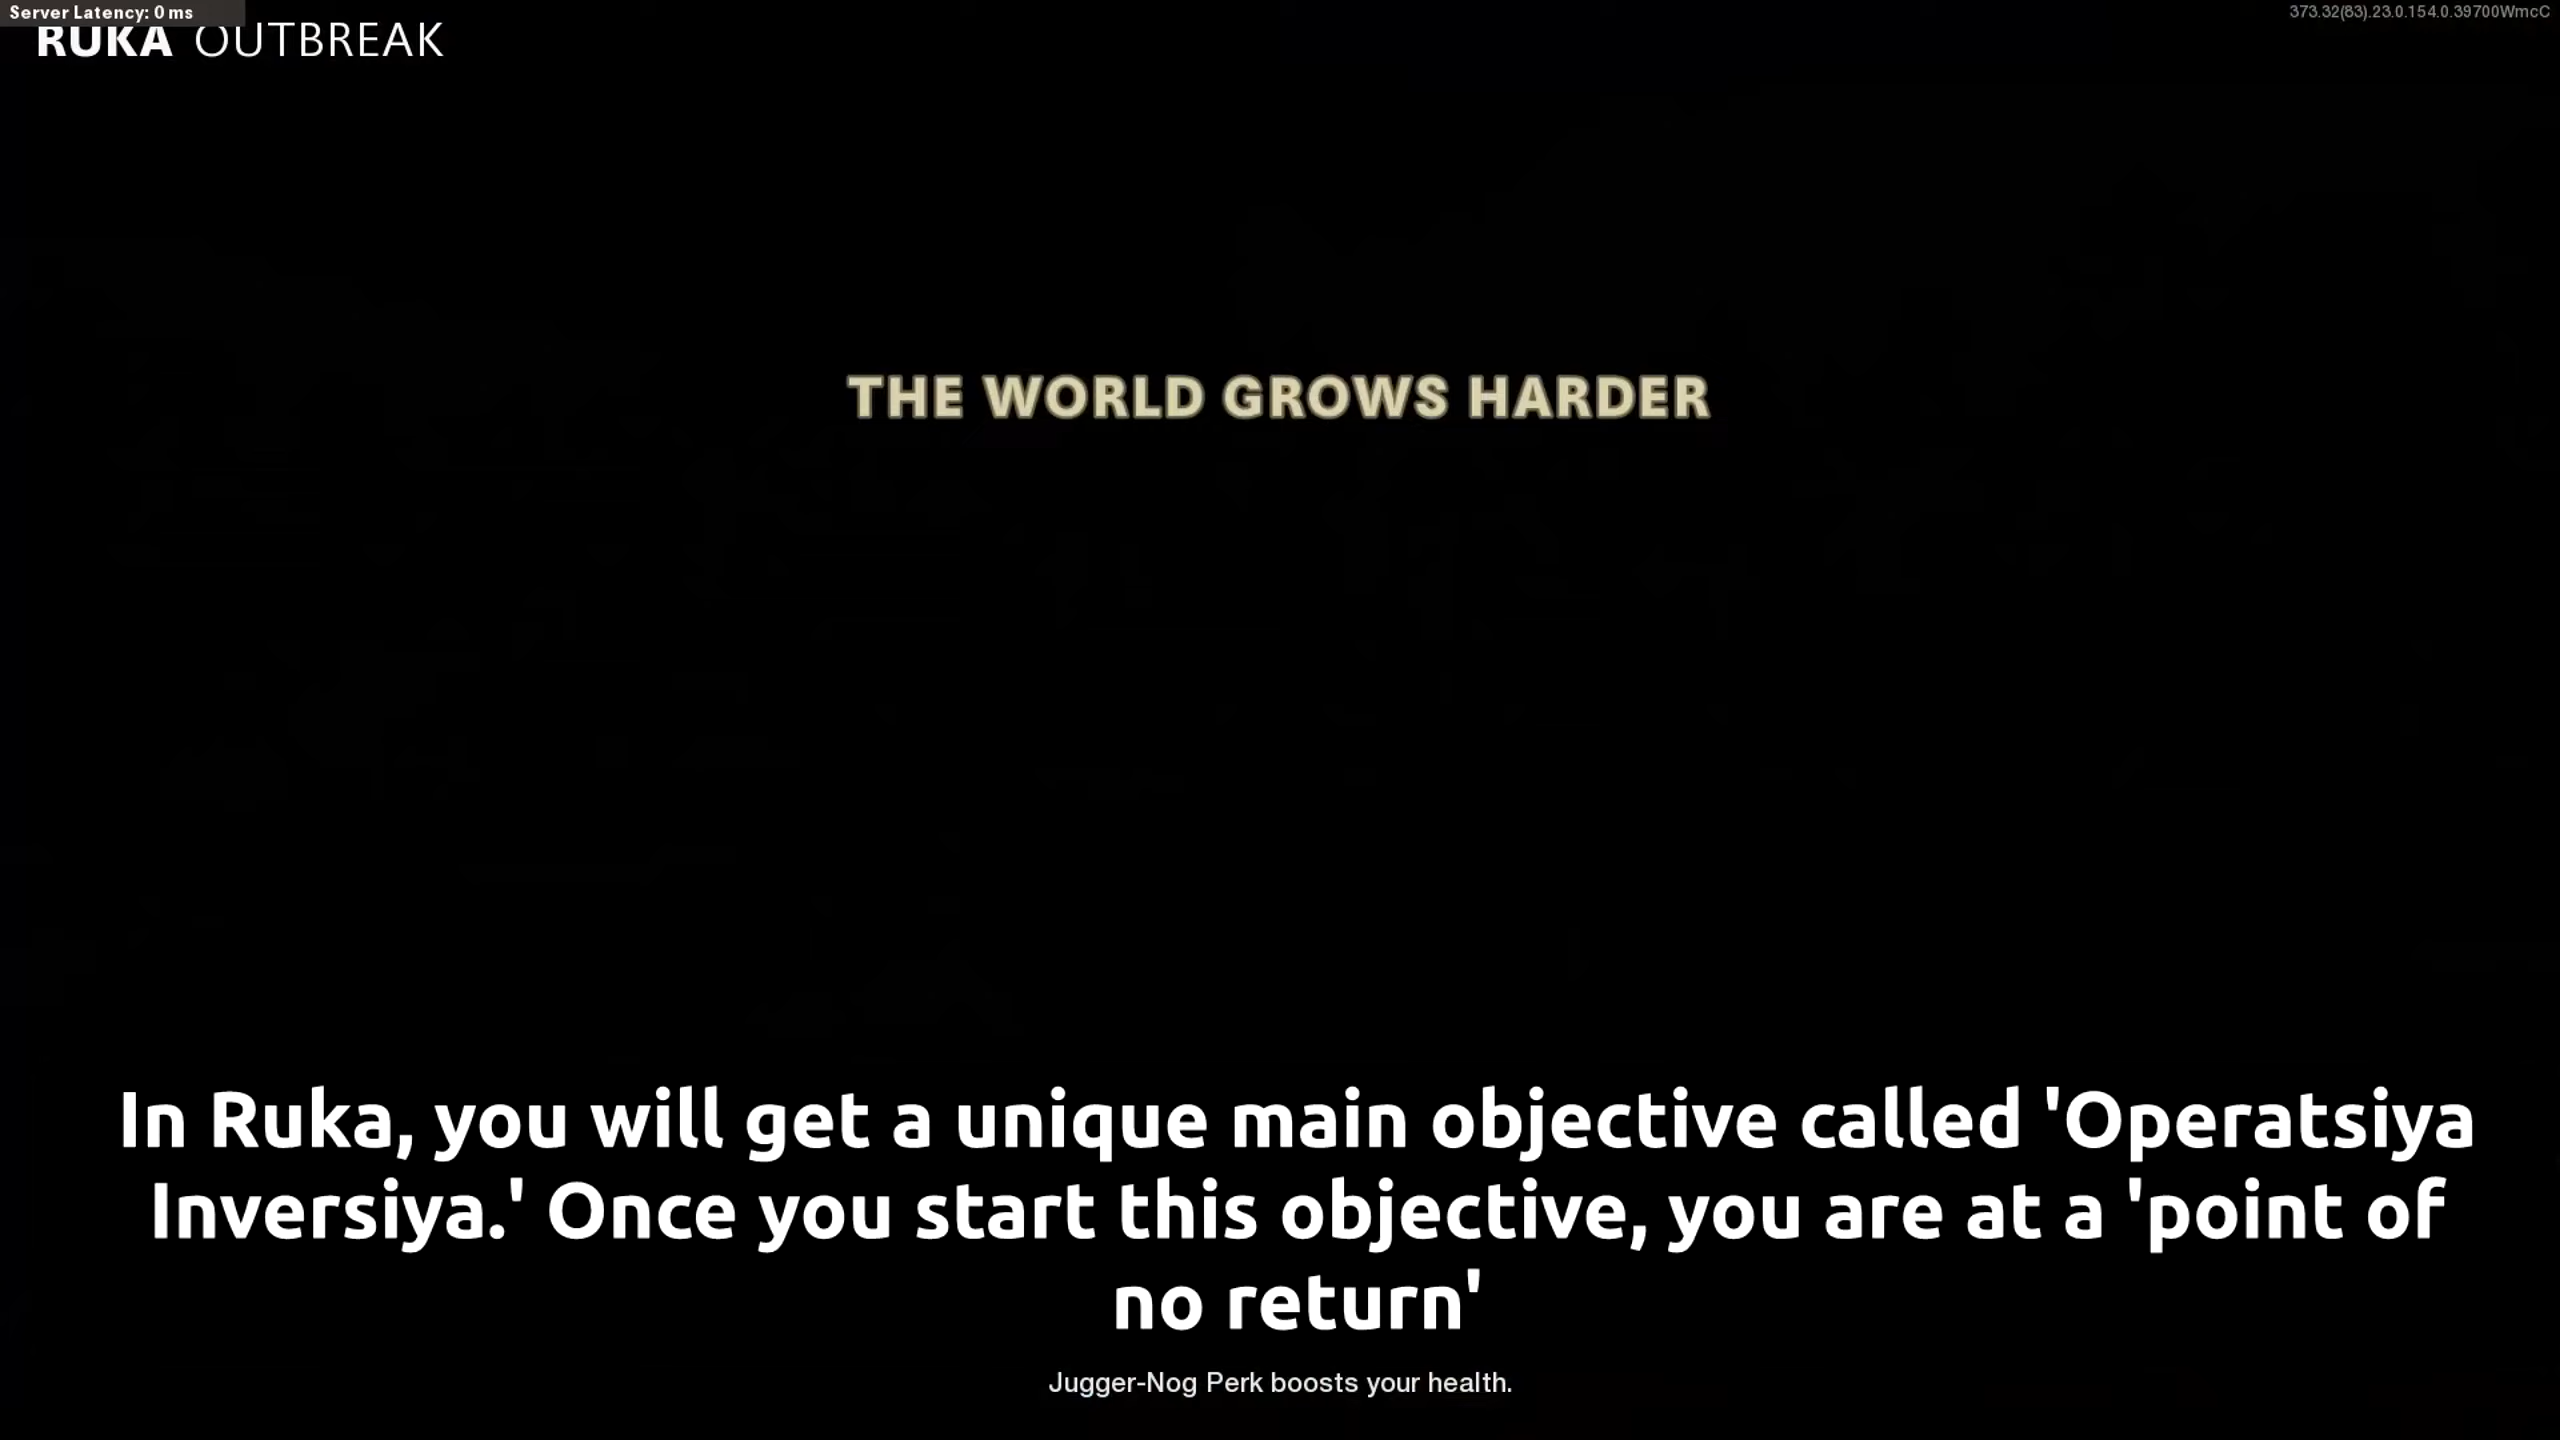 Server Latency: 0 ms
373.32(83).23.0.154.0.39700WmcC
RUKA OUTBREAK
THE WORLD GROWS HARDER
In Ruka, you will get a unique main objective called 'Operatsiya
Inversiya.' Once you start this objective, you are at a 'point of
no return'
Jugger-Nog Perk boosts your health.